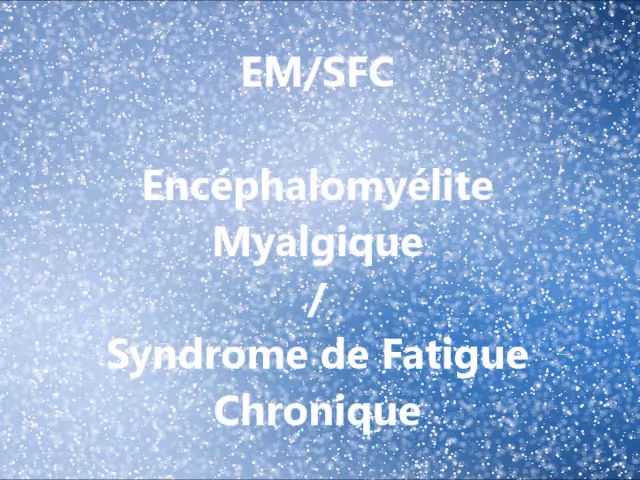 EM/SFC
Encéphalomyélite
Myalgique
/
Syndrome de Fatigue
Chronique